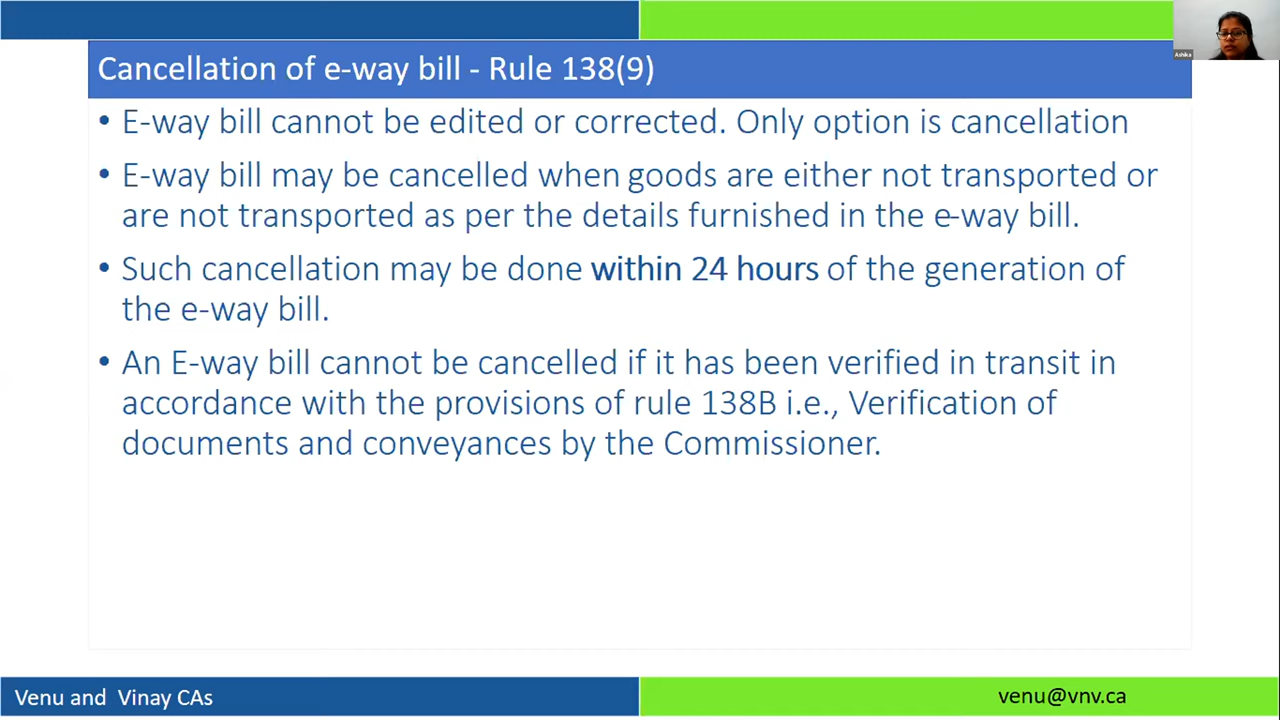 Ashika
Cancellation of e-way bill - Rule 138(9)
• E-way bill cannot be edited or corrected. Only option is cancellation
• E-way bill may be cancelled when goods are either not transported or
are not transported as per the details furnished in the e-way bill.
• Such cancellation may be done within 24 hours of the generation of
the e-way bill.
• An E-way bill cannot be cancelled if it has been verified in transit in
accordance with the provisions of rule 138B i.e., Verification of
documents and conveyances by the Commissioner.
Venu and Vinay CAs
venu@vnv.ca